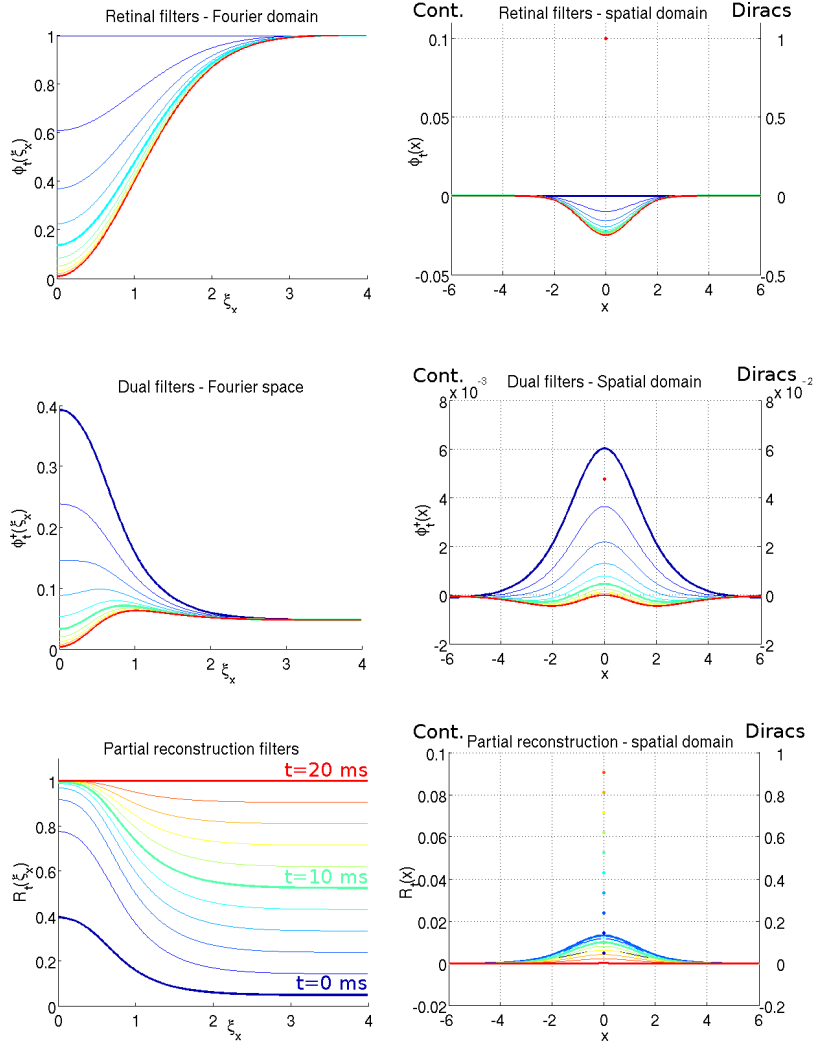 Retinal filters - Fourier domain
1
0.8
0.6
0.4
0.2
0
ϕt(ξx)
0 1 2 3 4
ξx
Cont. Retinal filters - spatial domain Diracs
0.1
0.05
0
-0.05
ϕt(x)
1
0.5
0
-0.5
-6 -4 -2 0 2 4 6
x
Dual filters - Fourier space
0.4
0.3
0.2
0.1
0
ϕt+(ξx)
0 1 2 3 4
ξx
Cont. Diracs
x 10-3 Dual filters - Spatial domain x 10-2
8
6
4
2
0
-2
ϕt+(x)
8
6
4
2
0
-2
-6 -4 -2 0 2 4 6
x
Partial reconstruction filters
t=20 ms
t=10 ms
t=0 ms
1
0.8
0.6
0.4
0.2
0
Rt(ξx)
0 1 2 3 4
ξx
Cont. Diracs
Partial reconstruction - spatial domain
0.1
0.08
0.06
0.04
0.02
0
-0.02
Rt(x)
1
0.8
0.6
0.4
0.2
0
-0.2
-6 -4 -2 0 2 4 6
x